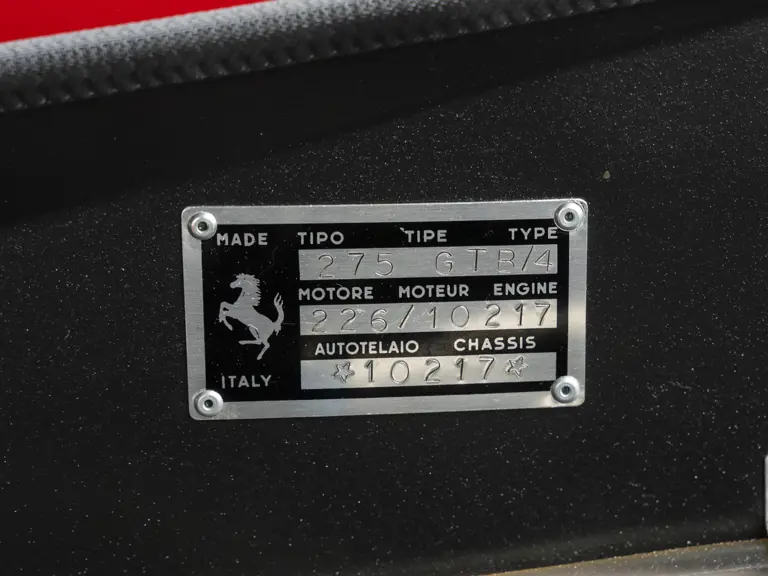 MADE TIPO TIPE TYPE
275 GTB/4
MOTORE MOTEUR ENGINE
226/10217
AUTOTELAIO CHASSIS
ITALY ☆10217☆